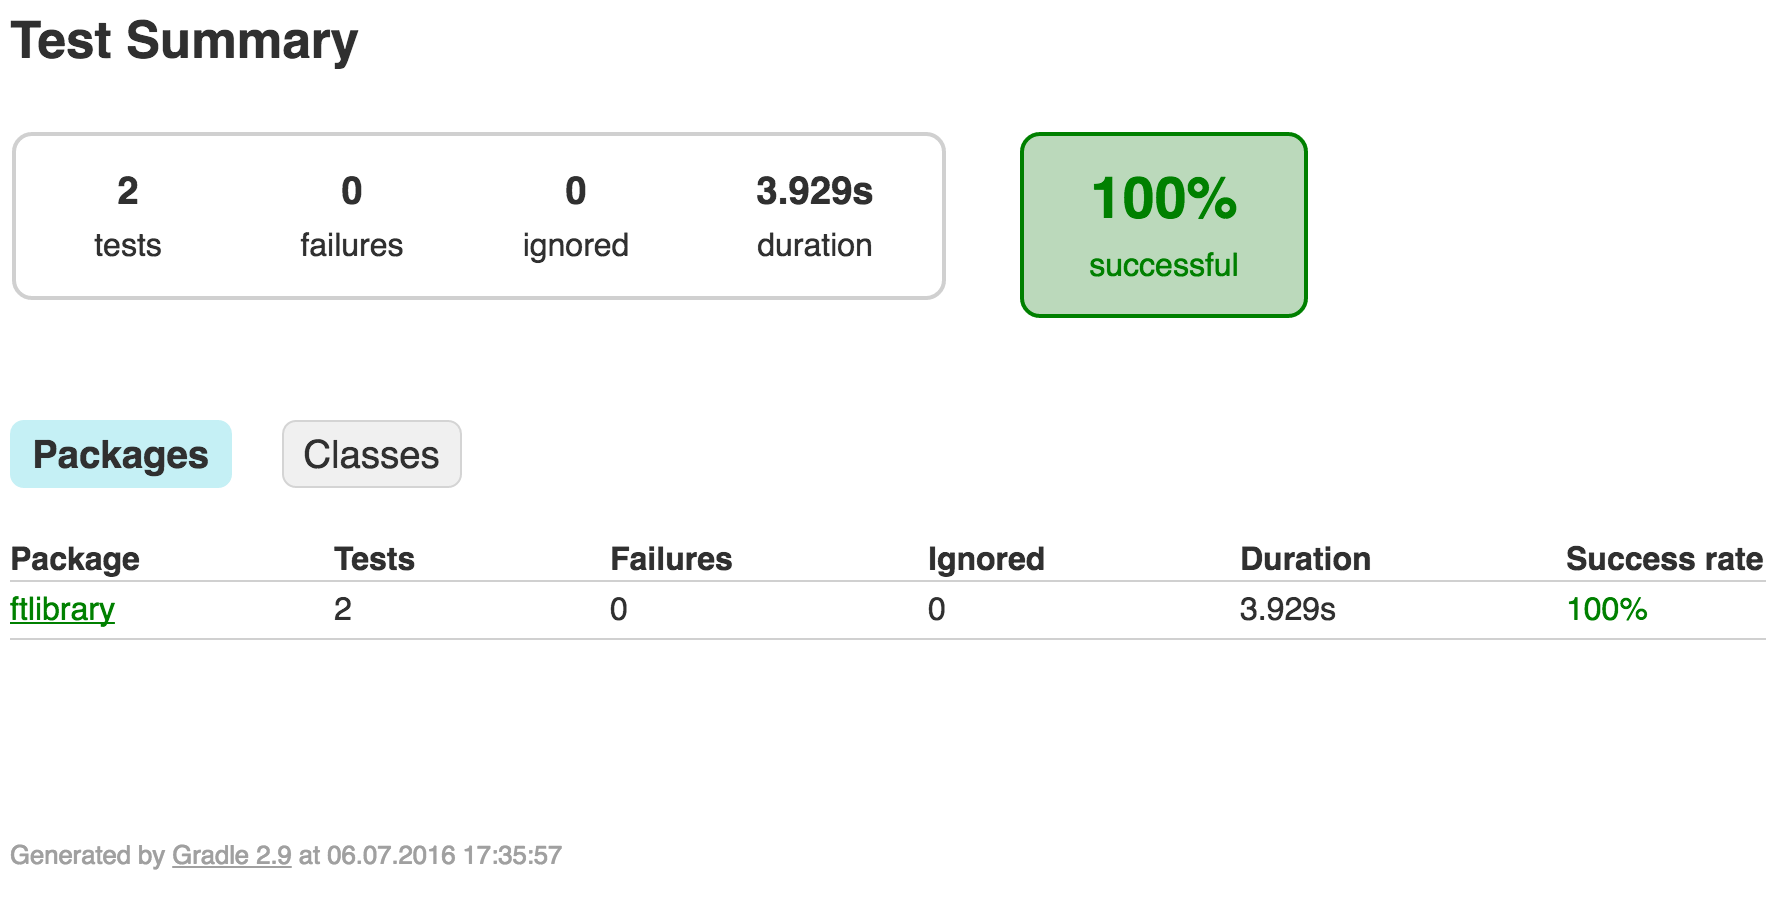 Test Summary
2 0 0 3.929s
tests failures ignored duration
100%
successful
Packages Classes
Package Tests Failures Ignored Duration Success rate
ftlibrary 2 0 0 3.929s 100%
Generated by Gradle 2.9 at 06.07.2016 17:35:57